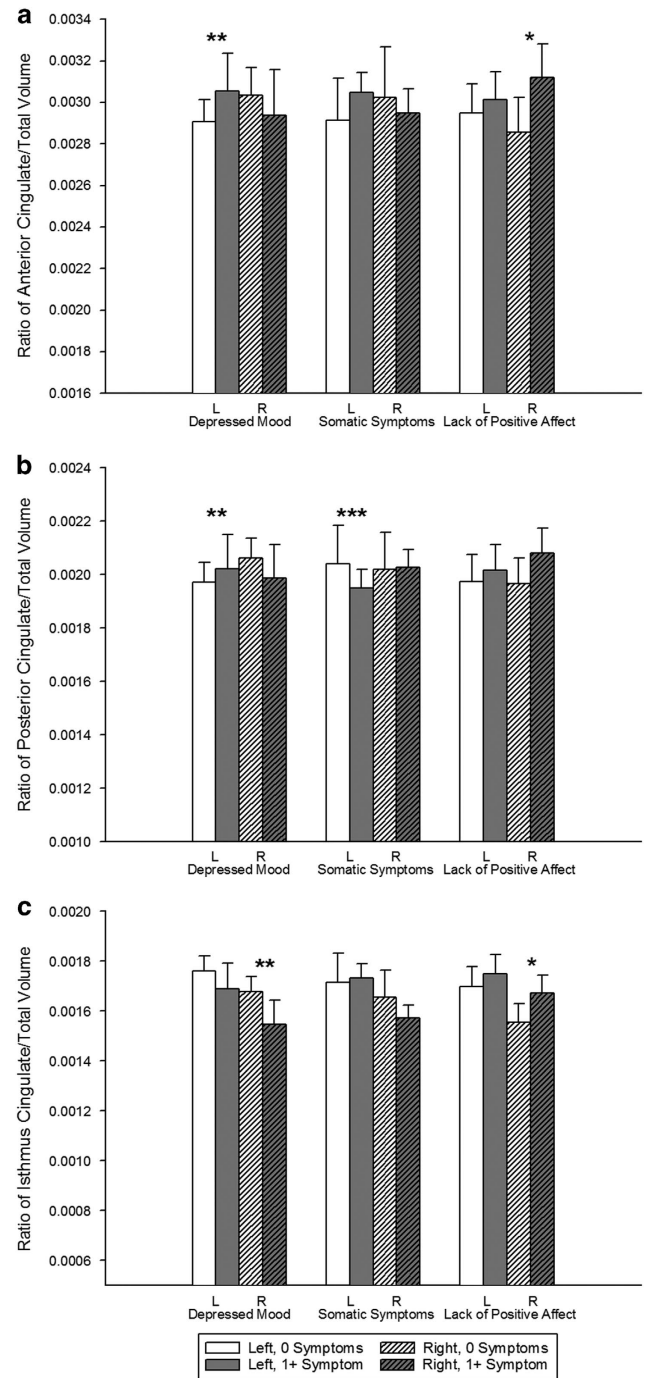 a
Ratio of Anterior Cingulate/Total Volume
0.0034
0.0032
0.0030
0.0028
0.0026
0.0024
0.0022
0.0020
0.0018
0.0016
**
*
L R L R L R
Depressed Mood Somatic Symptoms Lack of Positive Affect
b
Ratio of Posterior Cingulate/Total Volume
0.0024
0.0022
0.0020
0.0018
0.0016
0.0014
0.0012
0.0010
** ***
L R L R L R
Depressed Mood Somatic Symptoms Lack of Positive Affect
c
Ratio of Isthmus Cingulate/Total Volume
0.0020
0.0018
0.0016
0.0014
0.0012
0.0010
0.0008
0.0006
** *
L R L R L R
Depressed Mood Somatic Symptoms Lack of Positive Affect
Left, 0 Symptoms Right, 0 Symptoms
Left, 1+ Symptom Right, 1+ Symptom